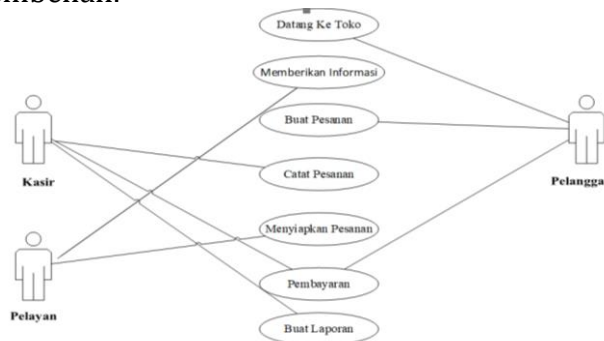 Datang Ke Toko
Memberikan Informasi
Buat Pesanan
Kasir
Catat Pesanan
Pelangga
Menyiapkan Pesanan
Pembayaran
Pelayan
Buat Laporan